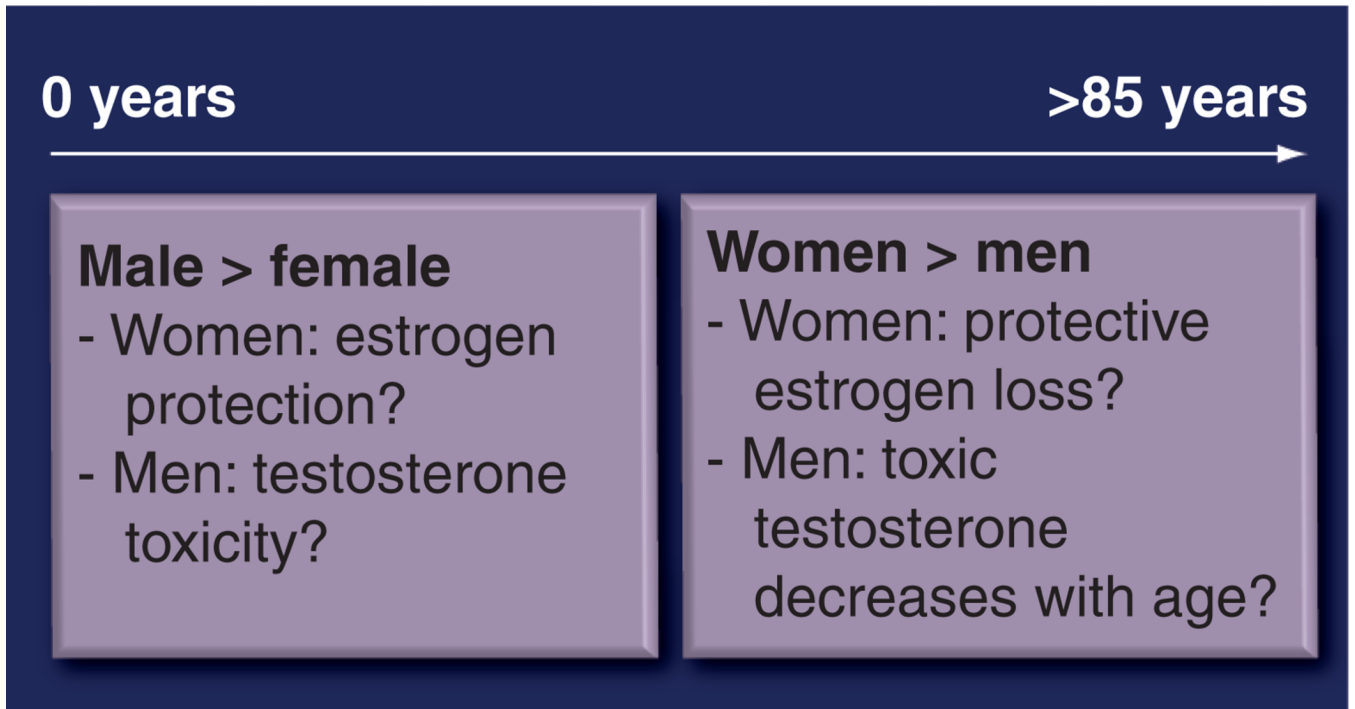 0 years
>85 years
Male > female
- Women: estrogen
protection?
- Men: testosterone
toxicity?
Women > men
- Women: protective
estrogen loss?
- Men: toxic
testosterone
decreases with age?